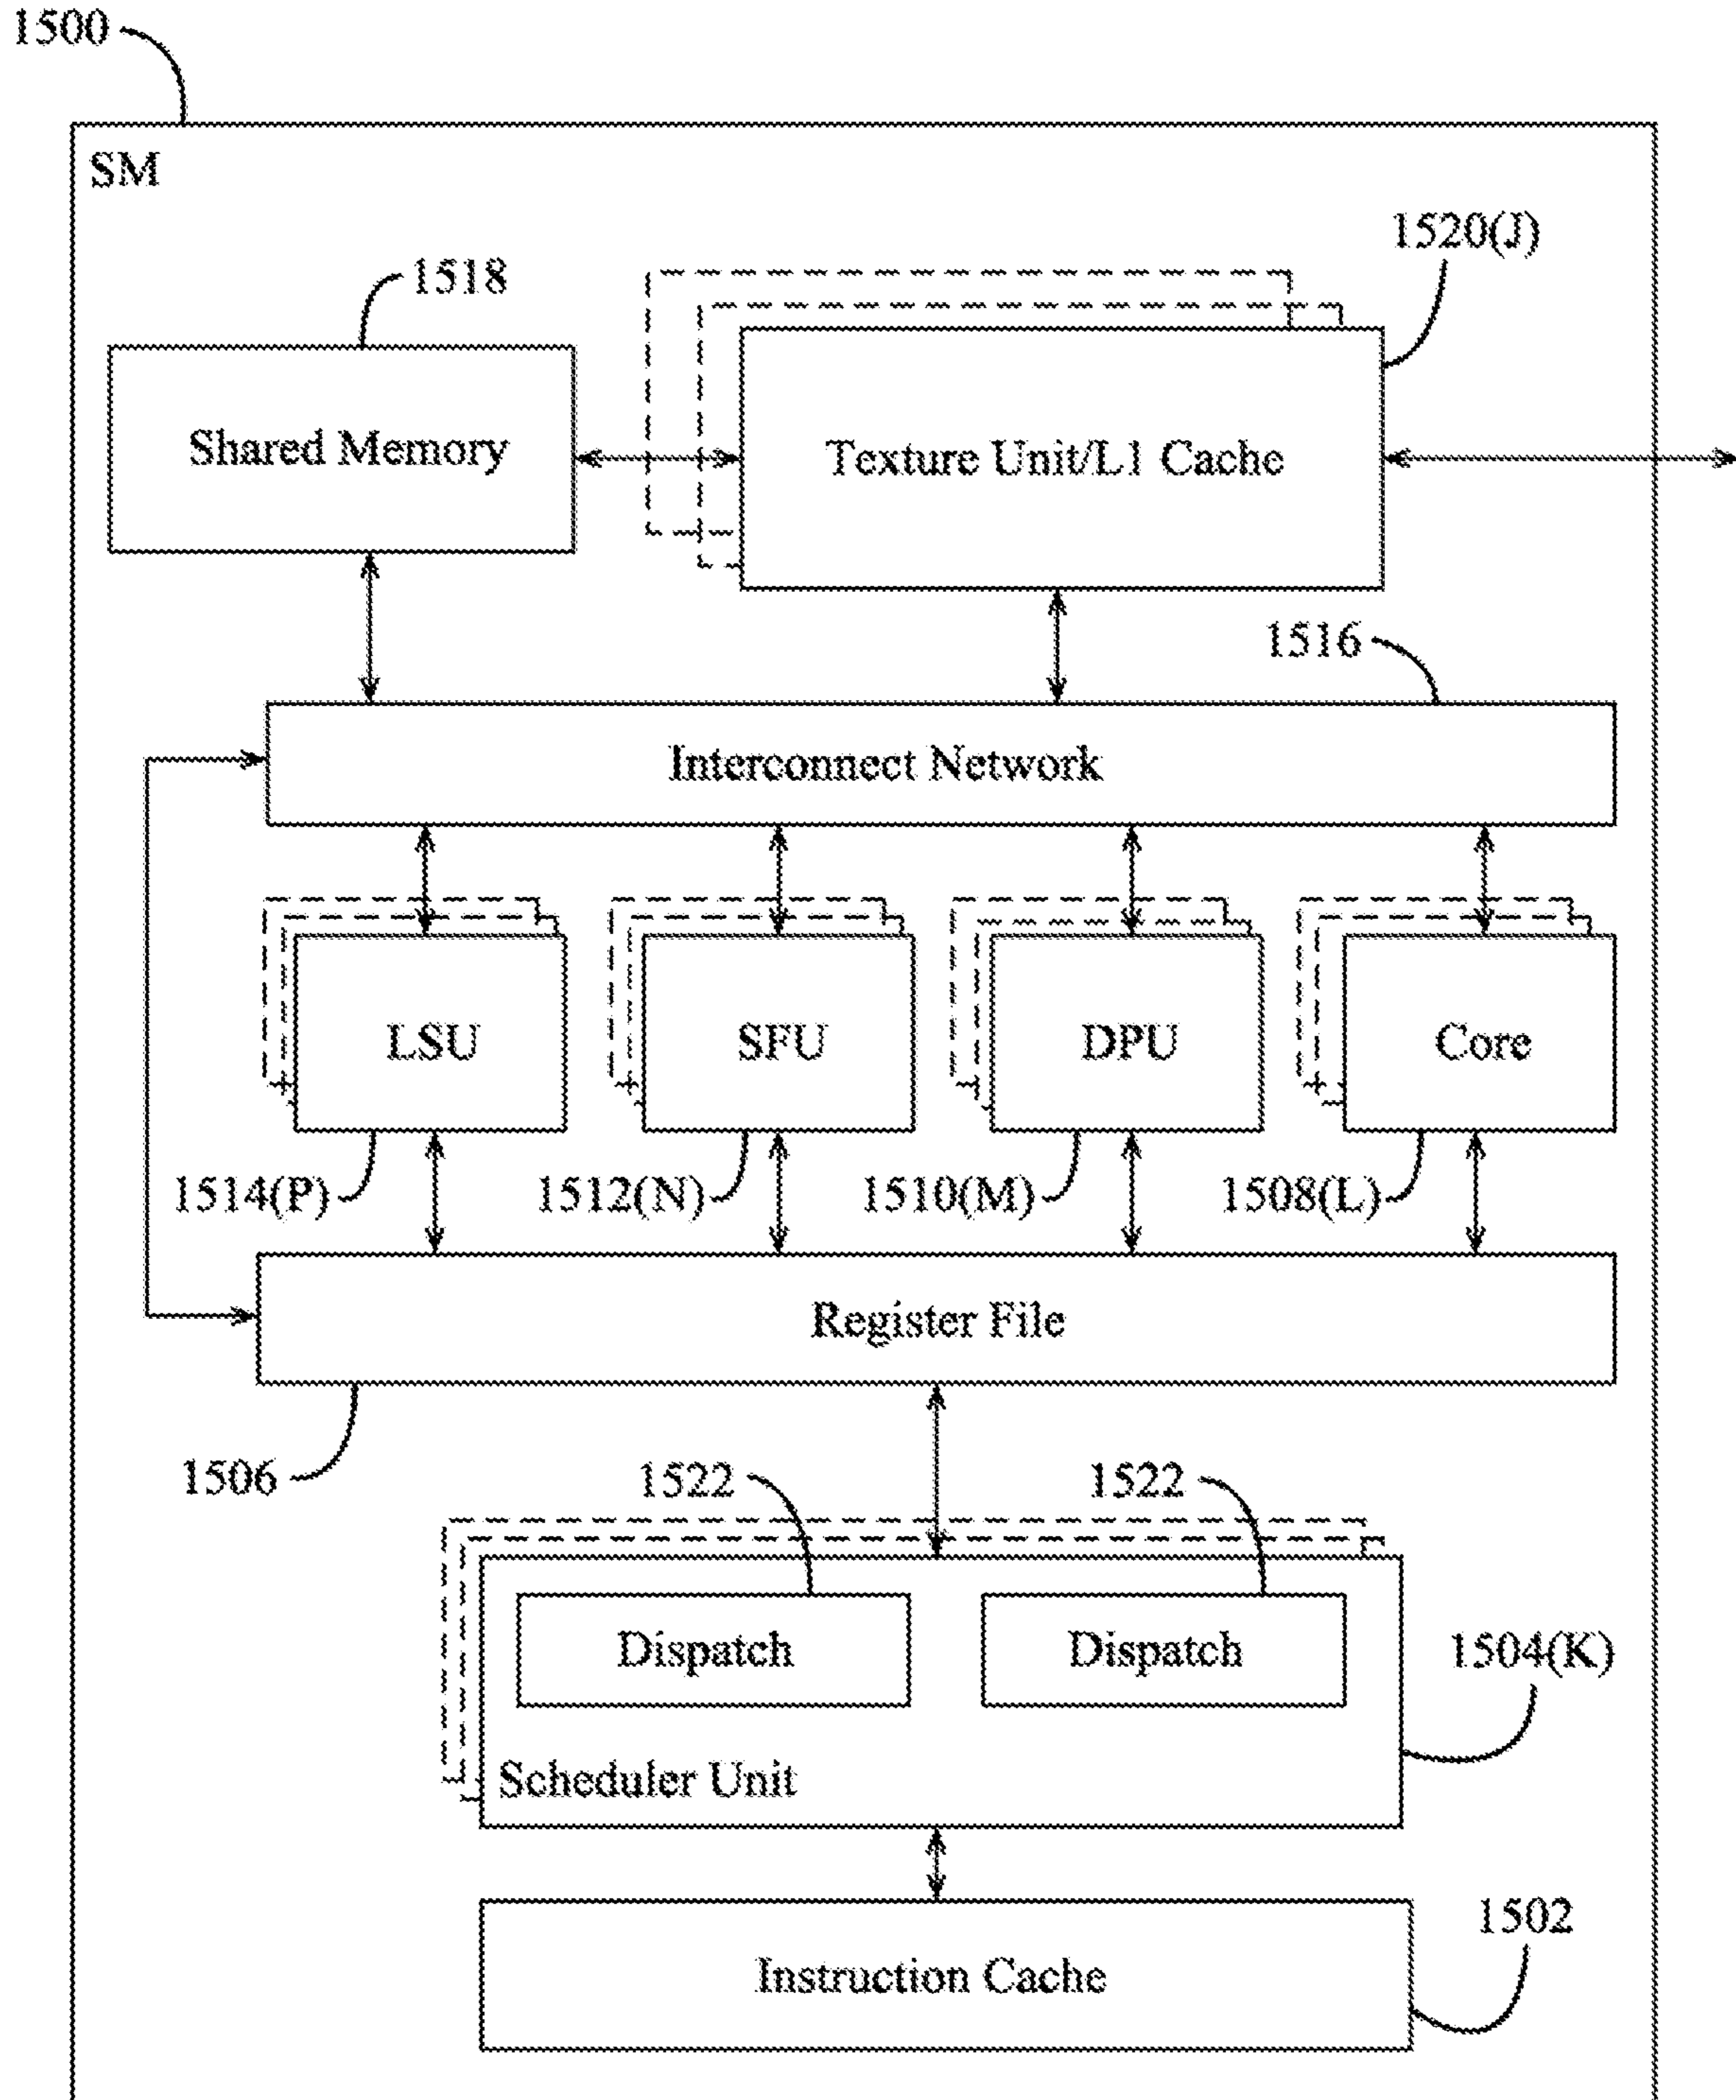 1500
SM
1520(J)
1518
Shared Memory
Texture Unit/L1 Cache
1516
Interconnect Network
LSU
SFU
DPU
Core
1514(P)
1512(N)
1510(M)
1508(L)
Register File
1506
1522
1522
Dispatch
Dispatch
1504(K)
Scheduler Unit
1502
Instruction Cache